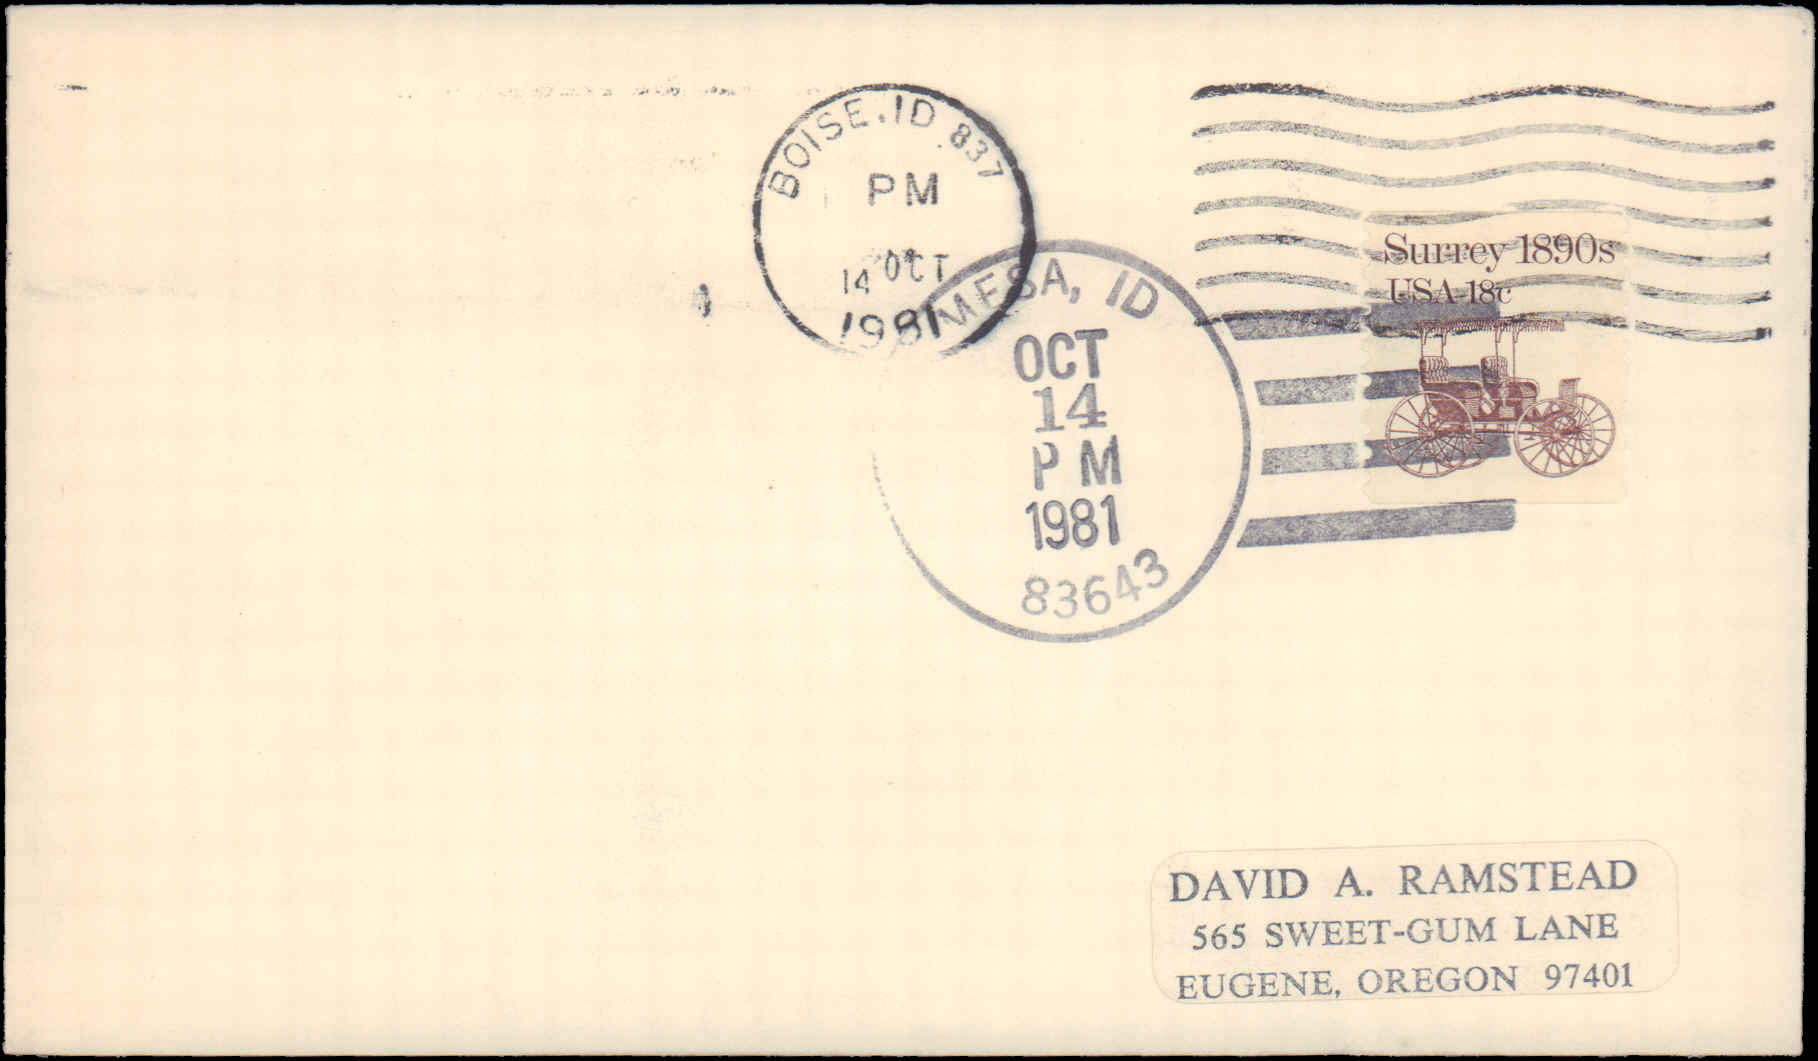 BOISE, ID 837
PM
14 OCT
1981
MESA, ID
OCT
14
PM
1981
83643
Surrey 1890s
USA 18c
DAVID A. RAMSTEAD
565 SWEET-GUM LANE
EUGENE, OREGON 97401